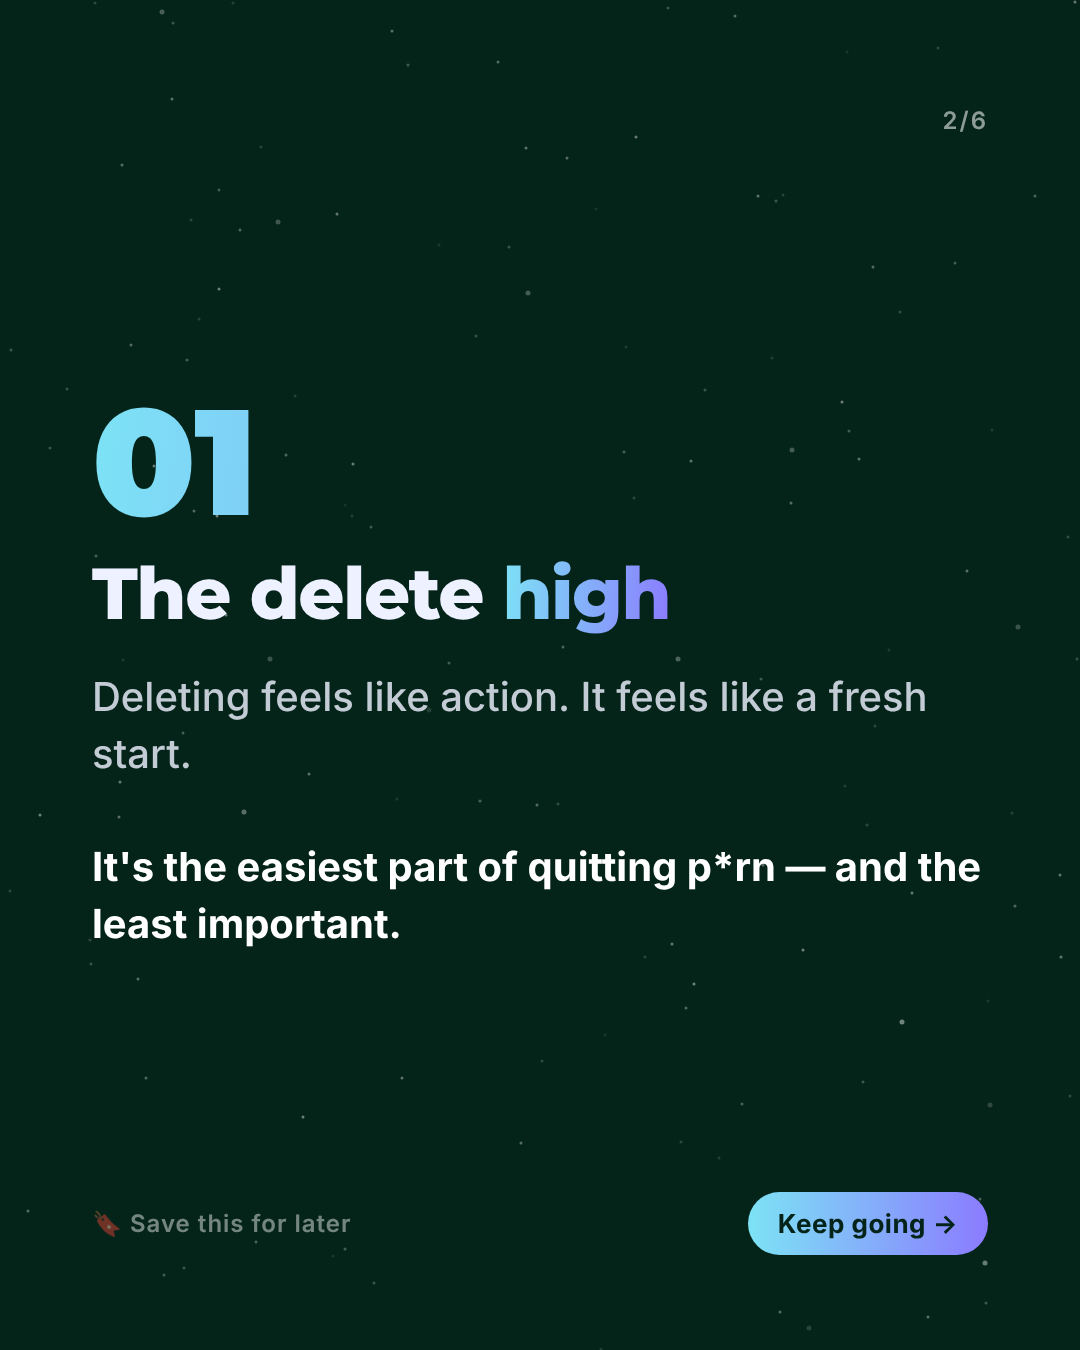 2/6
01
The delete high
Deleting feels like action. It feels like a fresh
start.
It's the easiest part of quitting p*rn — and the
least important.
🔖 Save this for later
Keep going →